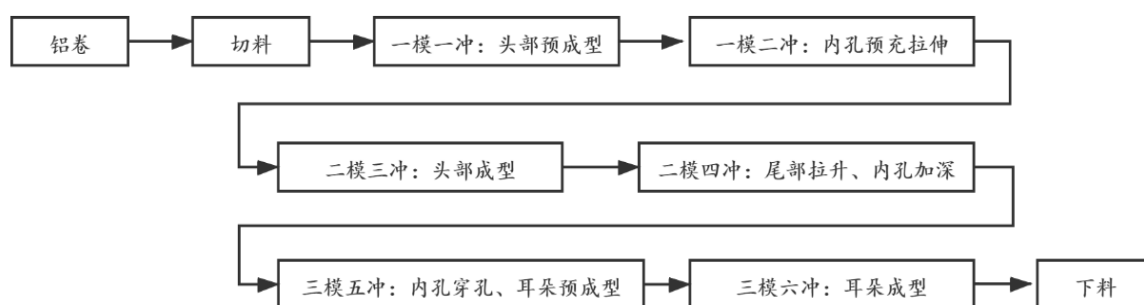 铝卷
切料
一模一冲：头部预成型
一模二冲：内孔预充拉伸
二模三冲：头部成型
二模四冲：尾部拉升、内孔加深
三模五冲：内孔穿孔、耳朵预成型
三模六冲：耳朵成型
下料